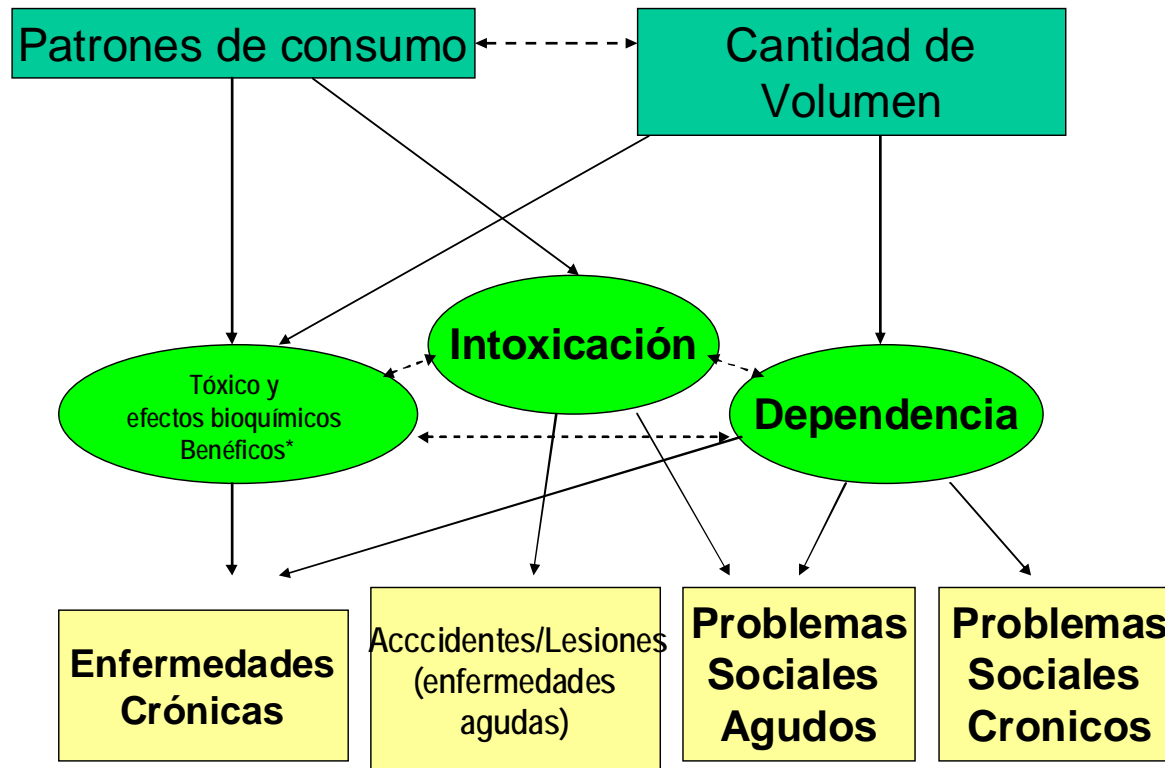 Patrones de consumo
Cantidad de
Volumen
Intoxicación
Tóxico y
efectos bioquímicos
Benéficos*
Dependencia
Enfermedades
Crónicas
Acccidentes/Lesiones
(enfermedades
agudas)
Problemas
Sociales
Agudos
Problemas
Sociales
Cronicos